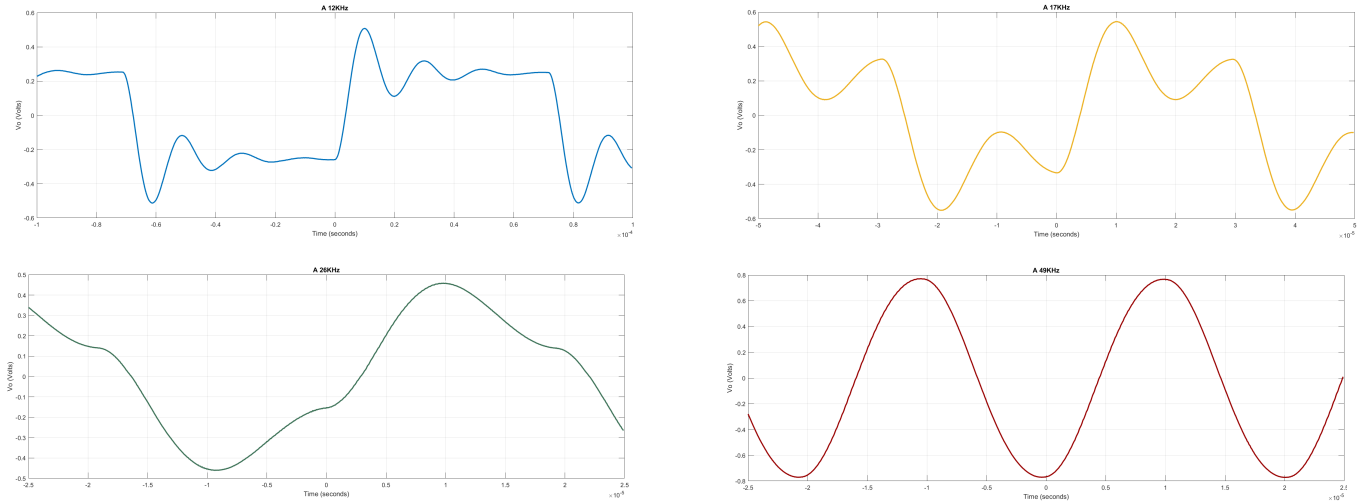 A 12KHz
Vo (Volts)
0.6
0.4
0.2
0
-0.2
-0.4
-0.6
-1 -0.8 -0.6 -0.4 -0.2 0 0.2 0.4 0.6 0.8 1
Time (seconds)
×10⁻⁴
A 17KHz
Vo (Volts)
0.6
0.4
0.2
0
-0.2
-0.4
-0.6
-5 -4 -3 -2 -1 0 1 2 3 4 5
Time (seconds)
×10⁻⁵
A 26KHz
Vo (Volts)
0.5
0.4
0.3
0.2
0.1
0
-0.1
-0.2
-0.3
-0.4
-0.5
-2.5 -2 -1.5 -1 -0.5 0 0.5 1 1.5 2 2.5
Time (seconds)
×10⁻⁵
A 49KHz
Vo (Volts)
0.8
0.6
0.4
0.2
0
-0.2
-0.4
-0.6
-0.8
-2.5 -2 -1.5 -1 -0.5 0 0.5 1 1.5 2 2.5
Time (seconds)
×10⁻⁵